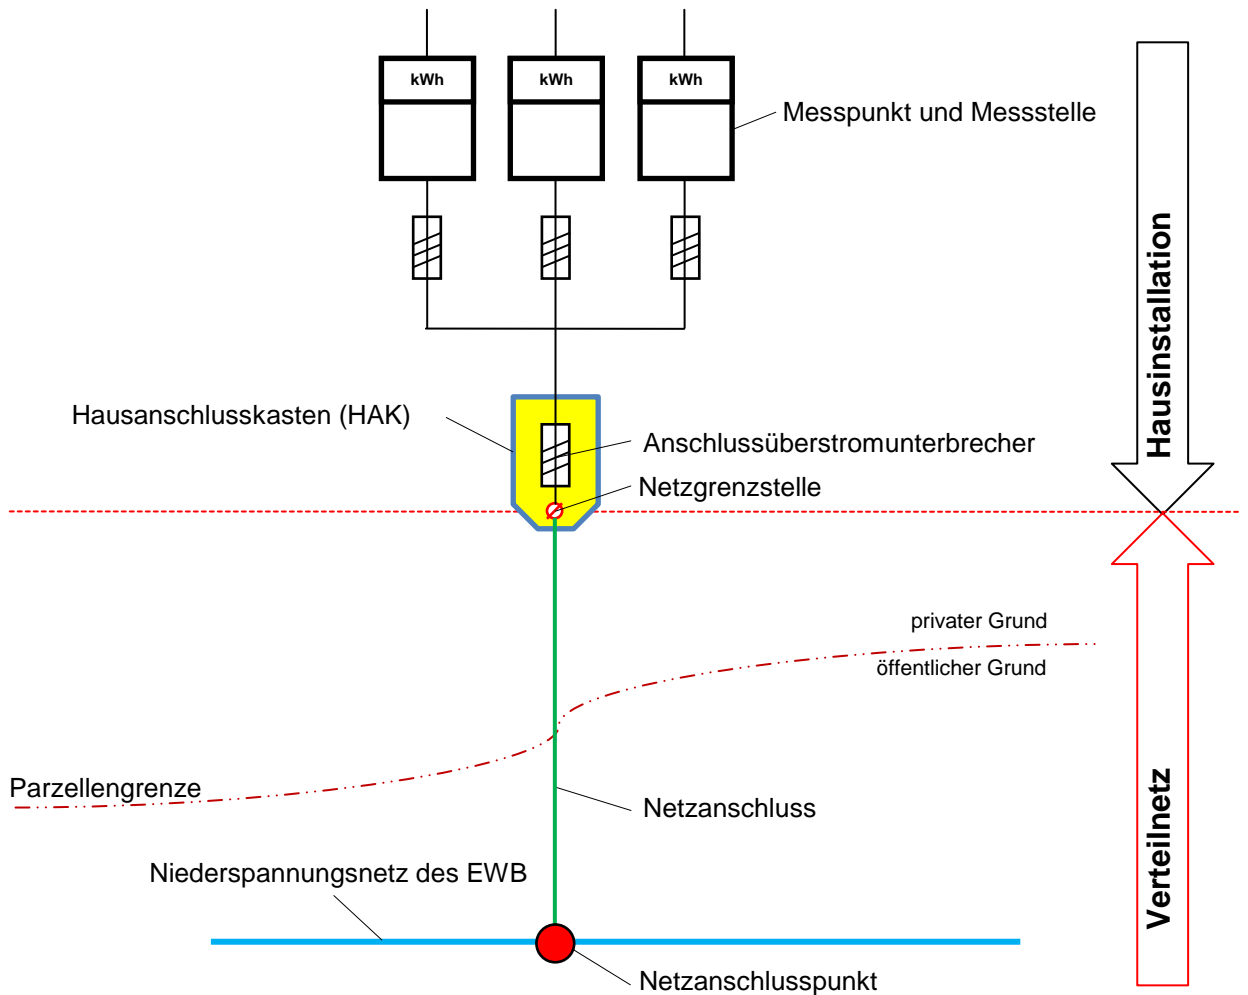 kWh
kWh
kWh
Messpunkt und Messstelle
Hausinstallation
Hausanschlusskasten (HAK)
Anschlussüberstromunterbrecher
Netzgrenzstelle
privater Grund
öffentlicher Grund
Parzellengrenze
Netzanschluss
Verteilnetz
Niederspannungsnetz des EWB
Netzanschlusspunkt